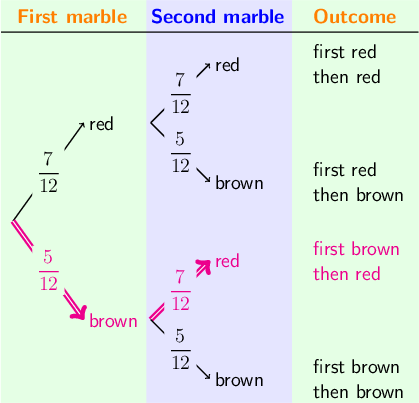 First marble Second marble Outcome
first red
then red
red
7/12
red
7/12
5/12
brown
first red
then brown
5/12
brown
first brown
then red
red
7/12
5/12
brown
first brown
then brown